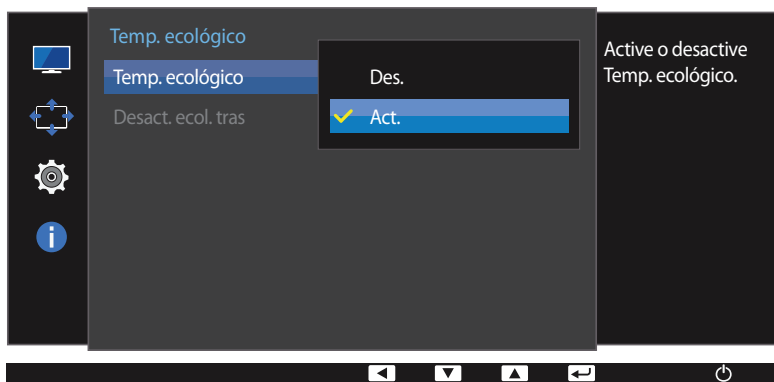 Temp. ecológico
Temp. ecológico
Des.
Desact. ecol. tras
Act.
Active o desactive
Temp. ecológico.